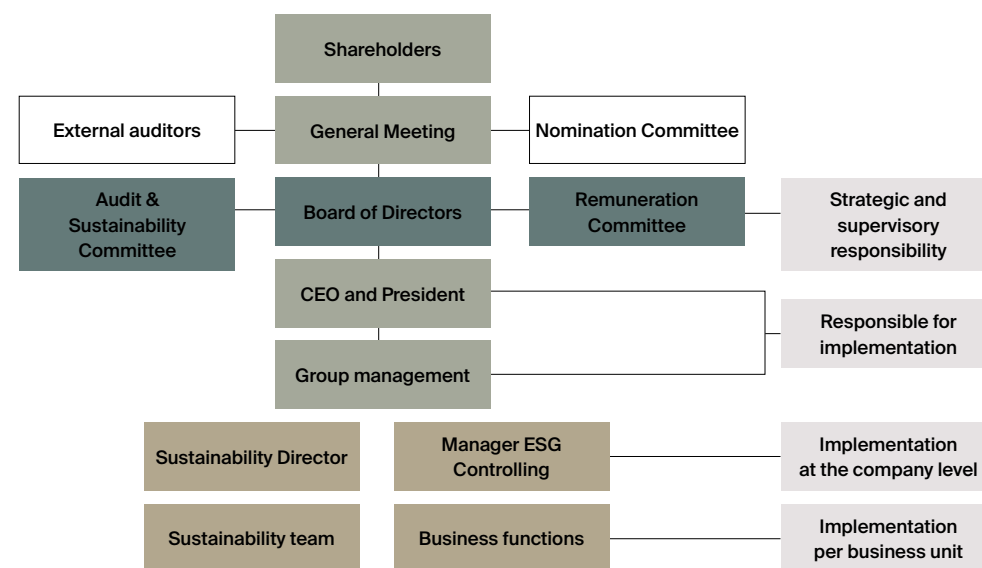 Shareholders
External auditors
General Meeting
Nomination Committee
Audit &
Sustainability
Committee
Board of Directors
Remuneration
Committee
Strategic and
supervisory
responsibility
CEO and President
Responsible for
implementation
Group management
Sustainability Director
Manager ESG
Controlling
Implementation
at the company level
Sustainability team
Business functions
Implementation
per business unit